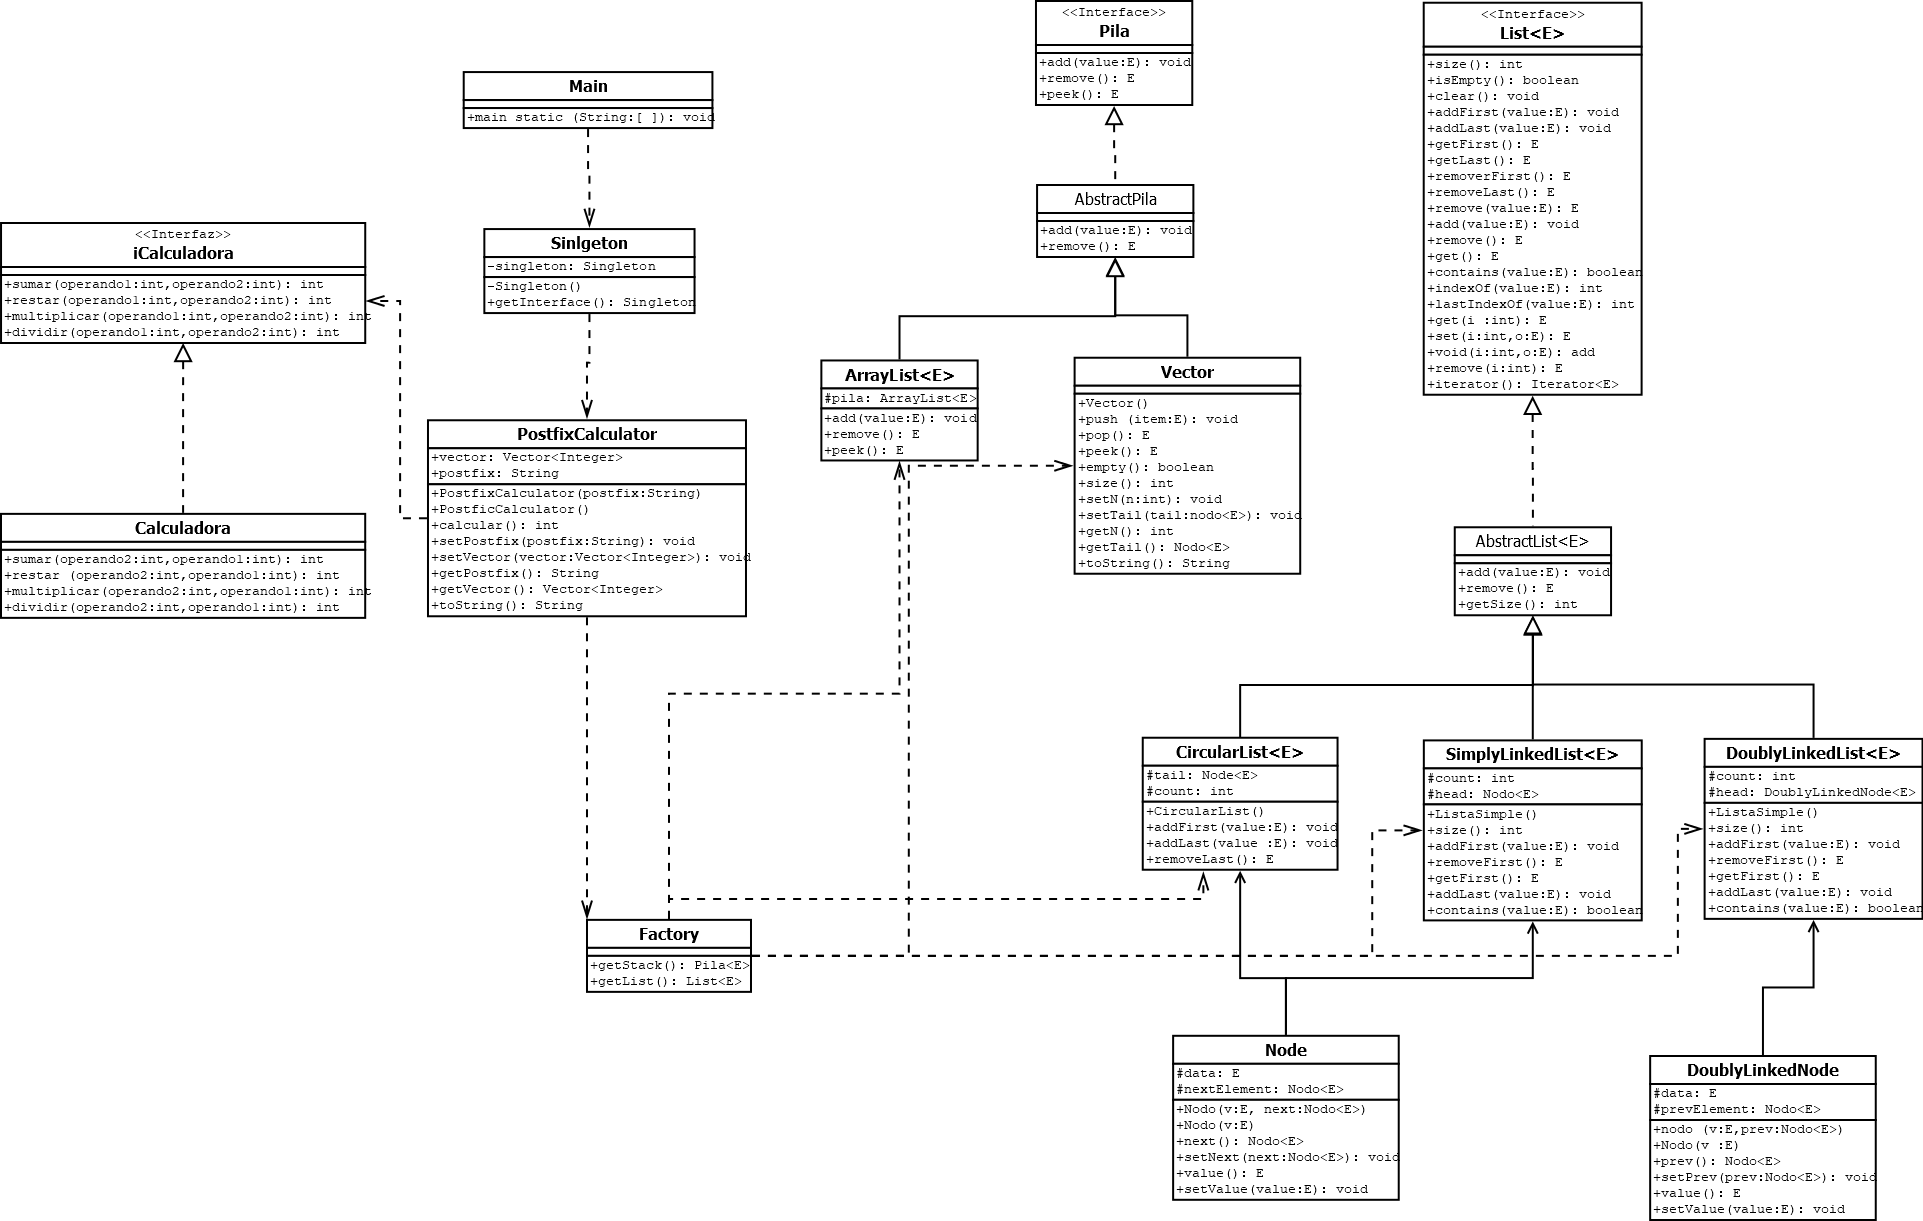 <<Interface>>
Pila
+add(value:E): void
+remove(): E
+peek(): E
<<Interface>>
List<E>
+size(): int
+isEmpty(): boolean
+clear(): void
+addFirst(value:E): void
+addLast(value:E): void
+getFirst(): E
+getLast(): E
+removerFirst(): E
+removeLast(): E
+remove(value:E): E
+add(value:E): void
+remove(): E
+get(): E
+contains(value:E): boolean
+indexOf(value:E): int
+lastIndexOf(value:E): int
+get(i :int): E
+set(i:int,o:E): E
+void(i:int,o:E): add
+remove(i:int): E
+iterator(): Iterator<E>
Main
+main static (String:[ ]): void
AbstractPila
+add(value:E): void
+remove(): E
<<Interfaz>>
iCalculadora
+sumar(operando1:int,operando2:int): int
+restar(operando1:int,operando2:int): int
+multiplicar(operando1:int,operando2:int): int
+dividir(operando1:int,operando2:int): int
Sinlgeton
-singleton: Singleton
-Singleton()
+getInterface(): Singleton
ArrayList<E>
#pila: ArrayList<E>
+add(value:E): void
+remove(): E
+peek(): E
Vector
+Vector()
+push (item:E): void
+pop(): E
+peek(): E
+empty(): boolean
+size(): int
+setN(n:int): void
+setTail(tail:nodo<E>): void
+getN(): int
+getTail(): Nodo<E>
+toString(): String
PostfixCalculator
+vector: Vector<Integer>
+postfix: String
+PostfixCalculator(postfix:String)
+PostficCalculator()
+calcular(): int
+setPostfix(postfix:String): void
+setVector(vector:Vector<Integer>): void
+getPostfix(): String
+getVector(): Vector<Integer>
+toString(): String
Calculadora
+sumar(operando2:int,operando1:int): int
+restar (operando2:int,operando1:int): int
+multiplicar(operando2:int,operando1:int): int
+dividir(operando2:int,operando1:int): int
AbstractList<E>
+add(value:E): void
+remove(): E
+getSize(): int
CircularList<E>
#tail: Node<E>
#count: int
+CircularList()
+addFirst(value:E): void
+addLast(value :E): void
+removeLast(): E
SimplyLinkedList<E>
#count: int
#head: Nodo<E>
+ListaSimple()
+size(): int
+addFirst(value:E): void
+removeFirst(): E
+getFirst(): E
+addLast(value:E): void
+contains(value:E): boolean
DoublyLinkedList<E>
#count: int
#head: DoublyLinkedNode<E>
+ListaSimple()
+size(): int
+addFirst(value:E): void
+removeFirst(): E
+getFirst(): E
+addLast(value:E): void
+contains(value:E): boolean
Factory
+getStack(): Pila<E>
+getList(): List<E>
Node
#data: E
#nextElement: Nodo<E>
+Nodo(v:E, next:Nodo<E>)
+Nodo(v:E)
+next(): Nodo<E>
+setNext(next:Nodo<E>): void
+value(): E
+setValue(value:E): void
DoublyLinkedNode
#data: E
#prevElement: Nodo<E>
+nodo (v:E,prev:Nodo<E>)
+Nodo(v :E)
+prev(): Nodo<E>
+setPrev(prev:Nodo<E>): void
+value(): E
+setValue(value:E): void